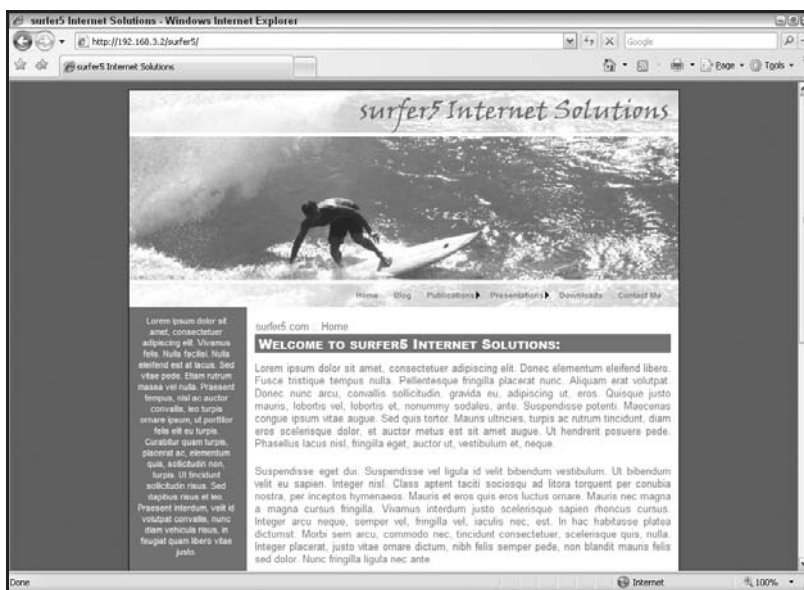 surfer5 Internet Solutions - Windows Internet Explorer
http://192.168.3.2/surfer5/
Google
surfer5 Internet Solutions
Page
Tools
surfer5 Internet Solutions
Home Blog Publications Presentations Downloads Contact Me
Lorem ipsum dolor sit
amet, consectetuer
adipiscing elit. Vivamus
felis. Nulla facilisi. Nulla
eleifend est at lacus. Sed
vitae pede. Etiam rutrum
massa vel nulla. Praesent
tempus, nisl ac auctor
convallis, leo turpis
ornare ipsum, ut porttitor
felis elit eu turpis.
Curabitur quam turpis,
placerat ac, elementum
quis, sollicitudin non,
turpis. Ut tincidunt
sollicitudin risus. Sed
dapibus risus et leo.
Praesent interdum, velit id
volutpat convallis, nunc
diam vehicula risus, in
feugiat quam libero vitae
justo.
surfer5.com :: Home
Welcome to surfer5 Internet Solutions:
Lorem ipsum dolor sit amet, consectetuer adipiscing elit. Donec elementum eleifend libero.
Fusce tristique tempus nulla. Pellentesque fringilla placerat nunc. Aliquam erat volutpat.
Donec nunc arcu, convallis sollicitudin, gravida eu, adipiscing ut, eros. Quisque justo
mauris, lobortis vel, lobortis et, nonummy sodales, ante. Suspendisse potenti. Maecenas
congue ipsum vitae augue. Sed quis tortor. Mauris ultricies, turpis ac rutrum tincidunt, diam
eros scelerisque dolor, et auctor metus est sit amet augue. Ut hendrerit posuere pede.
Phasellus lacus nisl, fringilla eget, auctor ut, vestibulum et, neque.
Suspendisse eget dui. Suspendisse vel ligula id velit bibendum vestibulum. Ut bibendum
velit eu sapien. Integer nisl. Class aptent taciti sociosqu ad litora torquent per conubia
nostra, per inceptos hymenaeos. Mauris et eros quis eros luctus ornare. Mauris nec magna
a magna cursus fringilla. Vivamus interdum justo scelerisque sapien rhoncus cursus.
Integer arcu neque, semper vel, fringilla vel, iaculis nec, est. In hac habitasse platea
dictumst. Morbi sem arcu, commodo nec, tincidunt consectetuer, scelerisque quis, nulla.
Integer placerat, justo vitae ornare dictum, nibh felis semper pede, non blandit mauris felis
sed dolor. Nunc fringilla ligula nec ante.
Done
Internet
100%